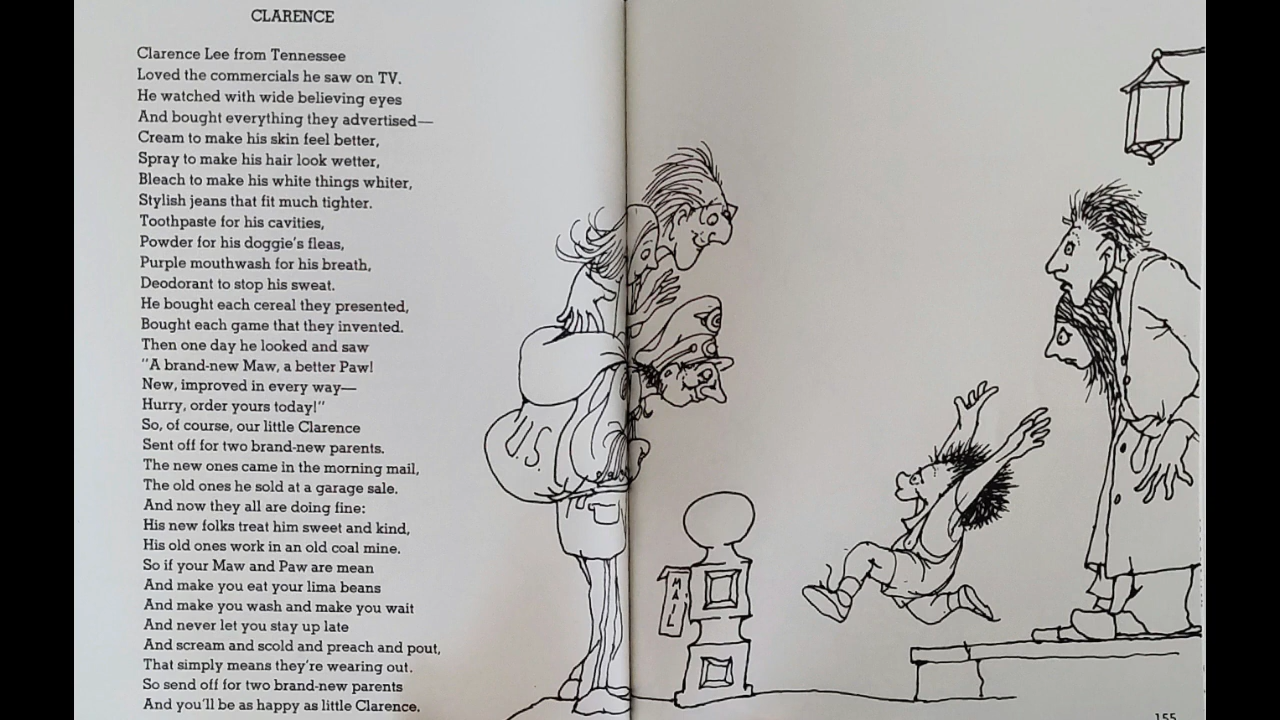 CLARENCE
Clarence Lee from Tennessee
Loved the commercials he saw on TV.
He watched with wide believing eyes
And bought everything they advertised—
Cream to make his skin feel better,
Spray to make his hair look wetter,
Bleach to make his white things whiter,
Stylish jeans that fit much tighter.
Toothpaste for his cavities,
Powder for his doggie's fleas,
Purple mouthwash for his breath,
Deodorant to stop his sweat.
He bought each cereal they presented,
Bought each game that they invented.
Then one day he looked and saw
"A brand-new Maw, a better Paw!
New, improved in every way—
Hurry, order yours today!"
So, of course, our little Clarence
Sent off for two brand-new parents.
The new ones came in the morning mail,
The old ones he sold at a garage sale.
And now they all are doing fine:
His new folks treat him sweet and kind,
His old ones work in an old coal mine.
So if your Maw and Paw are mean
And make you eat your lima beans
And make you wash and make you wait
And never let you stay up late
And scream and scold and preach and pout,
That simply means they're wearing out.
So send off for two brand-new parents
And you'll be as happy as little Clarence.
US
MAIL
155